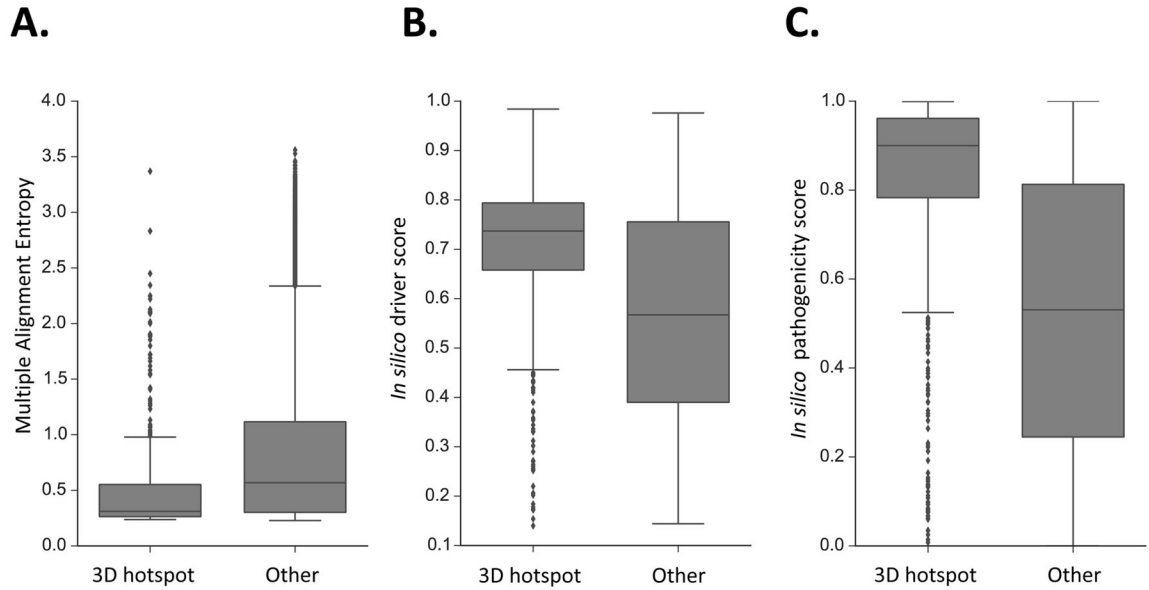 A.
B.
C.
Multiple Alignment Entropy
4.0
3.5
3.0
2.5
2.0
1.5
1.0
0.5
0.0
3D hotspot
Other
In silico driver score
1.0
0.9
0.8
0.7
0.6
0.5
0.4
0.3
0.2
0.1
3D hotspot
Other
In silico pathogenicity score
1.0
0.8
0.6
0.4
0.2
0.0
3D hotspot
Other